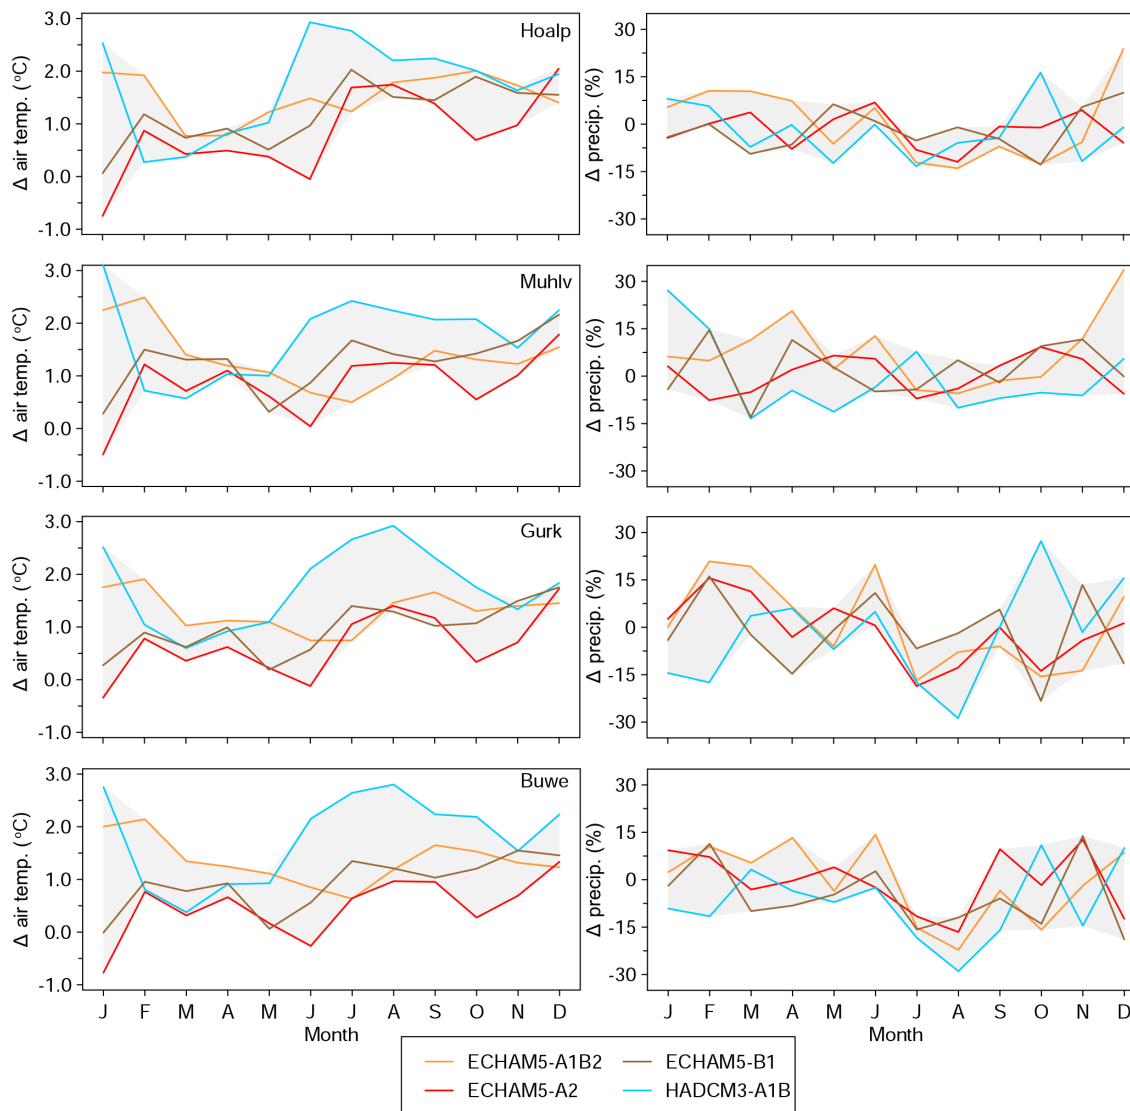 3.0
2.0
1.0
0.0
-1.0
Δ air temp. (°C)
Hoalp
30
15
0
-15
-30
Δ precip. (%)
3.0
2.0
1.0
0.0
-1.0
Δ air temp. (°C)
Muhlv
30
15
0
-15
-30
Δ precip. (%)
3.0
2.0
1.0
0.0
-1.0
Δ air temp. (°C)
Gurk
30
15
0
-15
-30
Δ precip. (%)
3.0
2.0
1.0
0.0
-1.0
Δ air temp. (°C)
Buwe
30
15
0
-15
-30
Δ precip. (%)
J F M A M J J A S O N D
Month
J F M A M J J A S O N D
Month
ECHAM5-A1B2
ECHAM5-B1
ECHAM5-A2
HADCM3-A1B